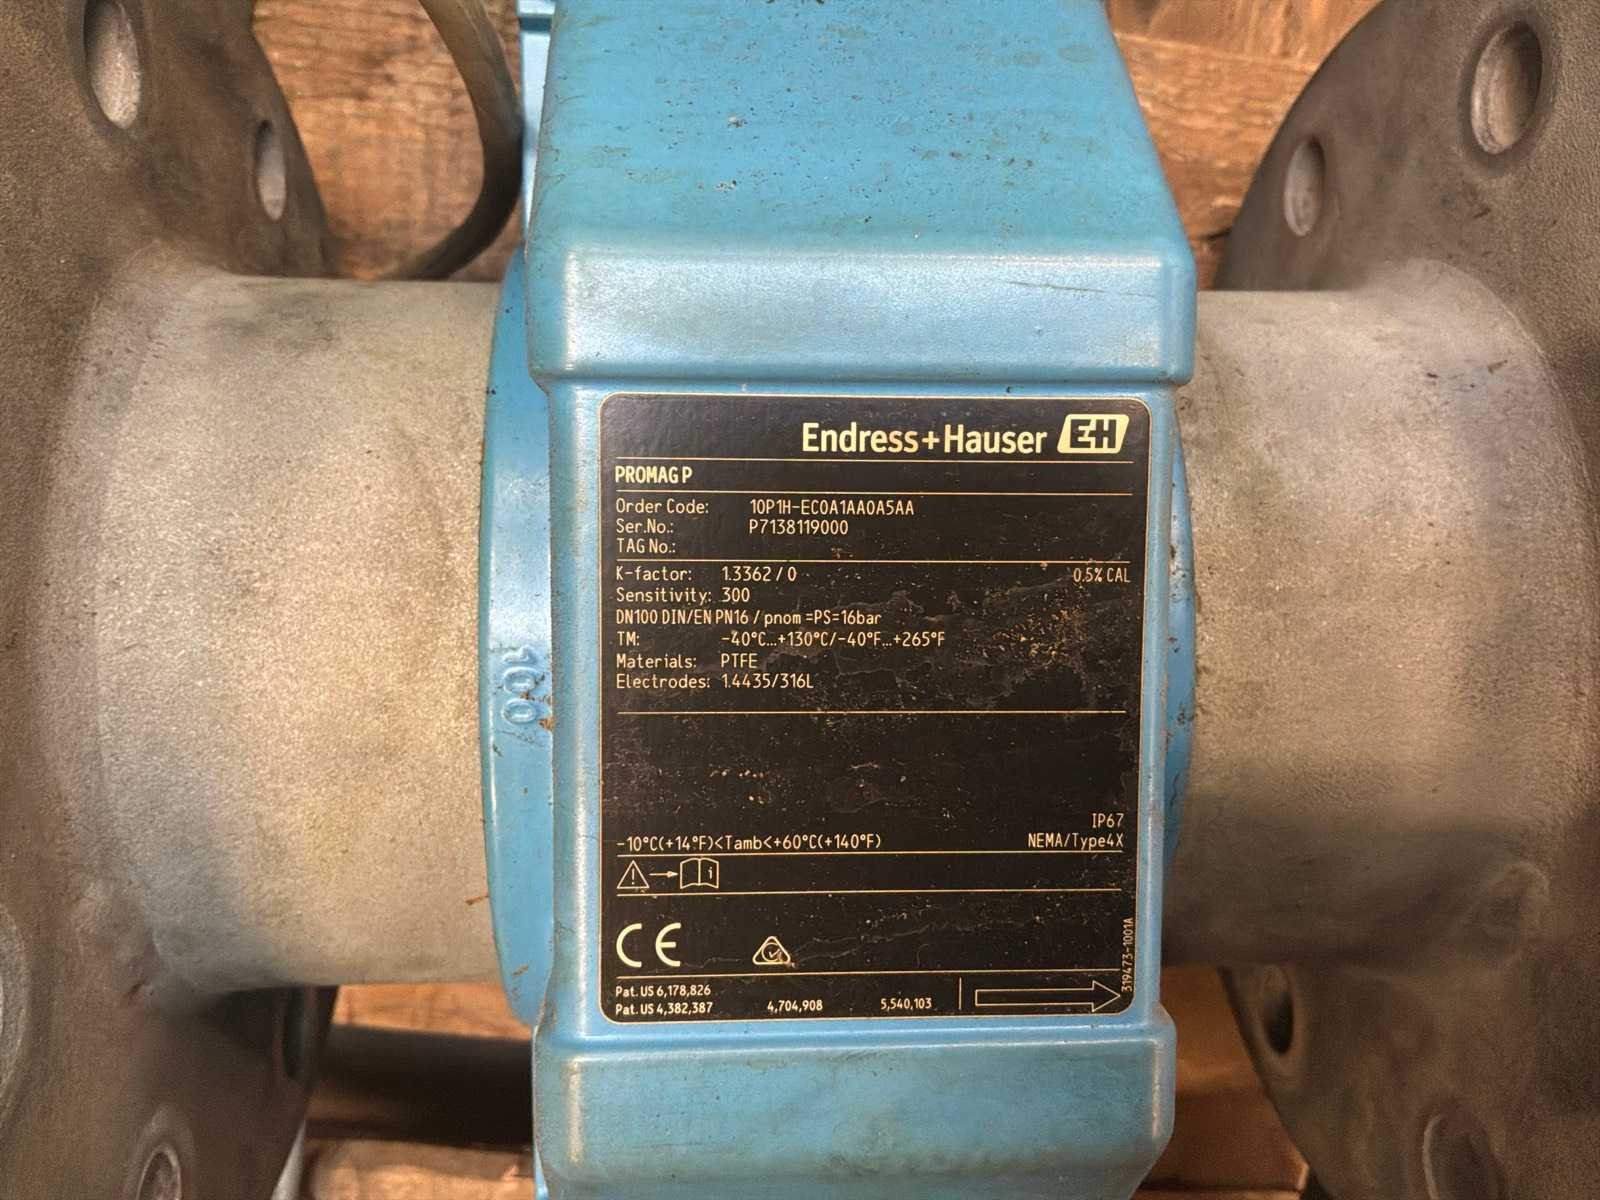 Endress+Hauser EH
PROMAG P
Order Code: 10P1H-EC0A1AA0A5AA
Ser.No.: P7138119000
TAG No.:
K-factor: 1.3362 / 0 0.5% CAL
Sensitivity: 300
DN100 DIN/EN PN16 / pnom =PS=16bar
TM: -40°C...+130°C/-40°F...+265°F
Materials: PTFE
Electrodes: 1.4435/316L
100
IP67
-10°C(+14°F)<Tamb<+60°C(+140°F) NEMA/Type4X
i
CE
319473-1001A
Pat. US 6,178,826
Pat. US 4,382,387 4,704,908 5,540,103